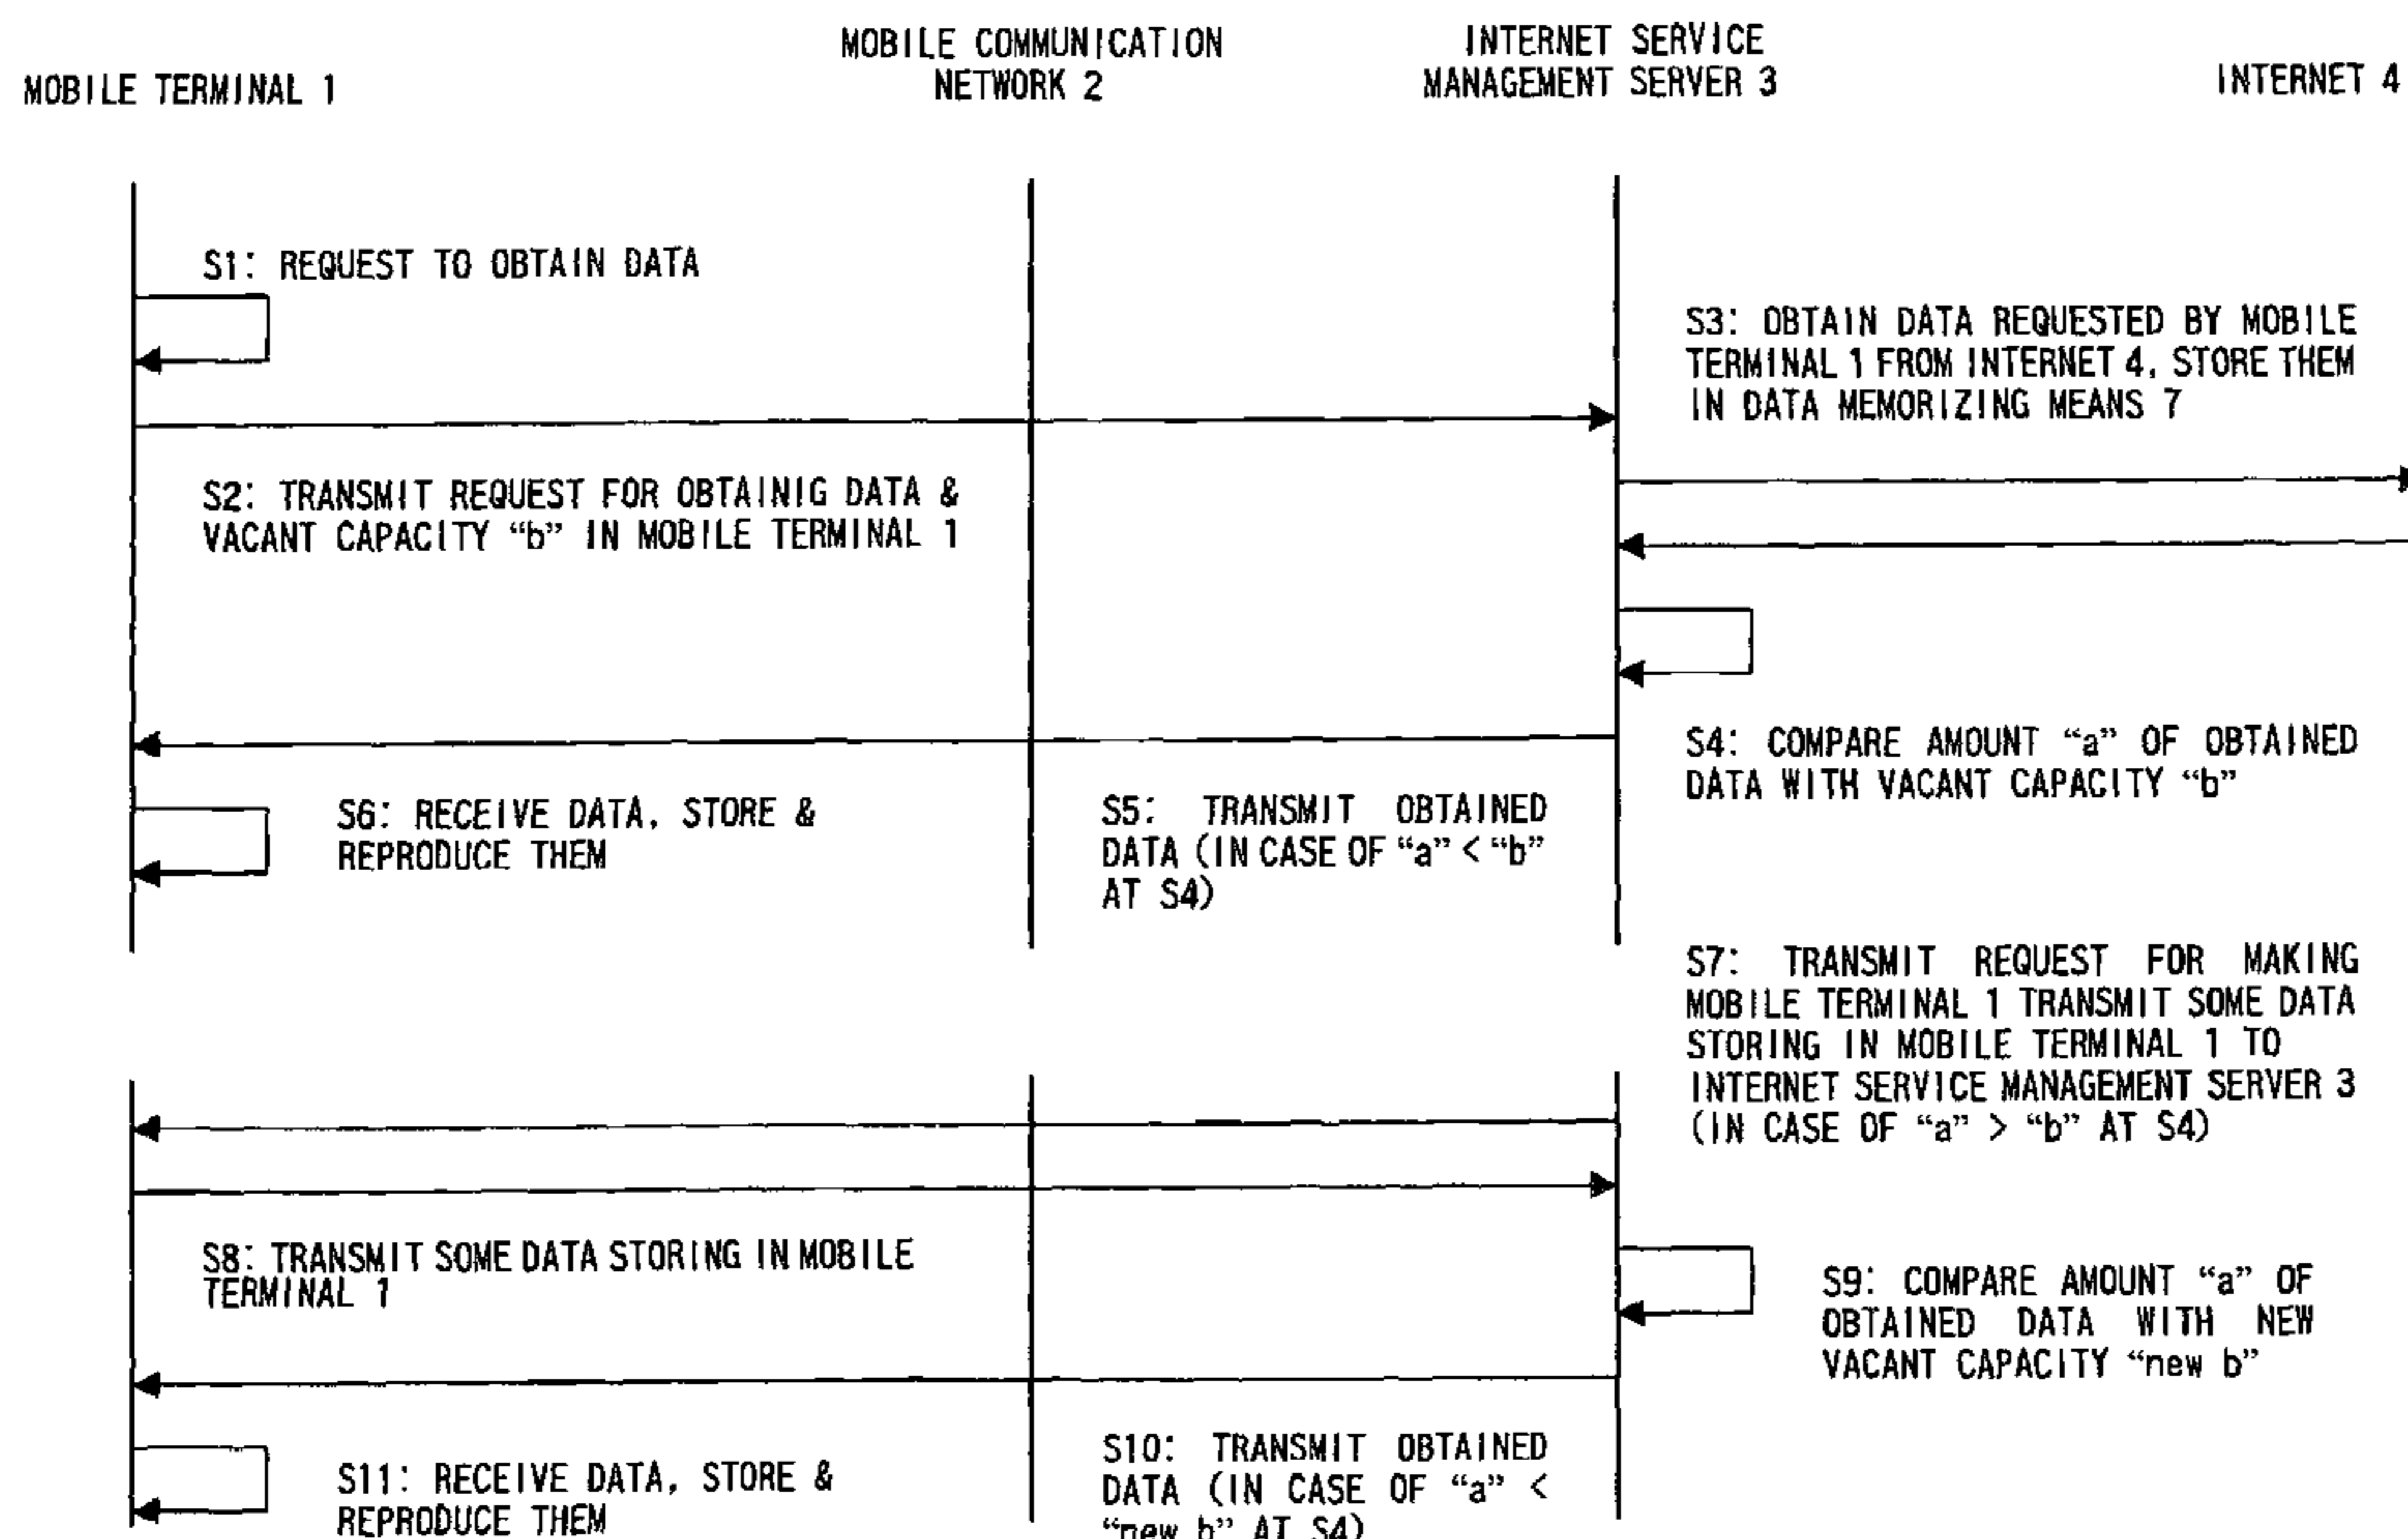 MOBILE COMMUNICATION
NETWORK 2
INTERNET SERVICE
MANAGEMENT SERVER 3
MOBILE TERMINAL 1
INTERNET 4
S1: REQUEST TO OBTAIN DATA
S3: OBTAIN DATA REQUESTED BY MOBILE
TERMINAL 1 FROM INTERNET 4, STORE THEM
IN DATA MEMORIZING MEANS 7
S2: TRANSMIT REQUEST FOR OBTAINIG DATA &
VACANT CAPACITY “b” IN MOBILE TERMINAL 1
S4: COMPARE AMOUNT “a” OF OBTAINED
DATA WITH VACANT CAPACITY “b”
S6: RECEIVE DATA, STORE &
REPRODUCE THEM
S5: TRANSMIT OBTAINED
DATA (IN CASE OF “a” < “b”
AT S4)
S7: TRANSMIT REQUEST FOR MAKING
MOBILE TERMINAL 1 TRANSMIT SOME DATA
STORING IN MOBILE TERMINAL 1 TO
INTERNET SERVICE MANAGEMENT SERVER 3
(IN CASE OF “a” > “b” AT S4)
S8: TRANSMIT SOME DATA STORING IN MOBILE
TERMINAL 1
S9: COMPARE AMOUNT “a” OF
OBTAINED DATA WITH NEW
VACANT CAPACITY “new b”
S11: RECEIVE DATA, STORE &
REPRODUCE THEM
S10: TRANSMIT OBTAINED
DATA (IN CASE OF “a” <
“new b” AT S4)